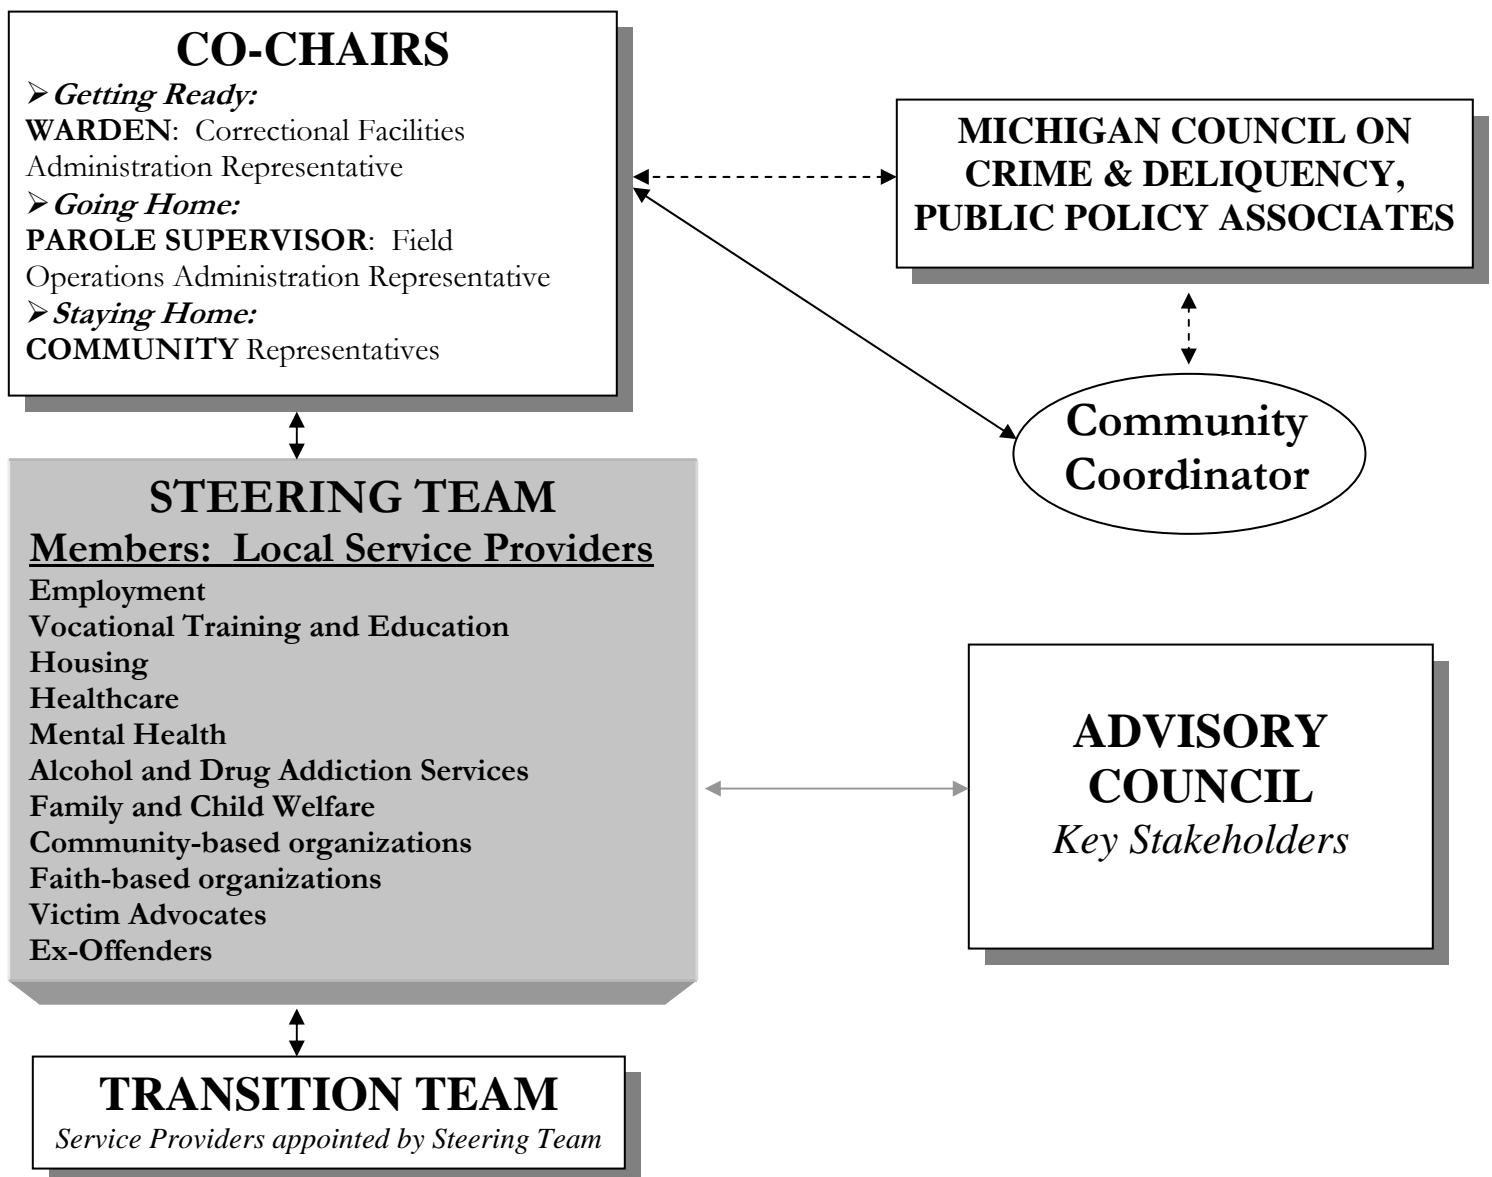 CO-CHAIRS
➢Getting Ready:
WARDEN: Correctional Facilities
Administration Representative
➢Going Home:
PAROLE SUPERVISOR: Field
Operations Administration Representative
➢Staying Home:
COMMUNITY Representatives
MICHIGAN COUNCIL ON
CRIME & DELIQUENCY,
PUBLIC POLICY ASSOCIATES
Community
Coordinator
STEERING TEAM
Members: Local Service Providers
Employment
Vocational Training and Education
Housing
Healthcare
Mental Health
Alcohol and Drug Addiction Services
Family and Child Welfare
Community-based organizations
Faith-based organizations
Victim Advocates
Ex-Offenders
ADVISORY
COUNCIL
Key Stakeholders
TRANSITION TEAM
Service Providers appointed by Steering Team